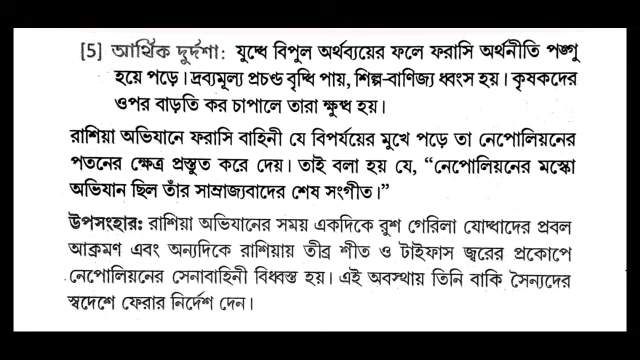 [5] আর্থিক দুর্দশা: যুদ্ধে বিপুল অর্থব্যয়ের ফলে ফরাসি অর্থনীতি পঙ্গু
হয়ে পড়ে। দ্রব্যমূল্য প্রচণ্ড বৃদ্ধি পায়, শিল্প-বাণিজ্য ধ্বংস হয়। কৃষকদের
ওপর বাড়তি কর চাপালে তারা ক্ষুব্ধ হয়।
রাশিয়া অভিযানে ফরাসি বাহিনী যে বিপর্যয়ের মুখে পড়ে তা নেপোলিয়নের
পতনের ক্ষেত্র প্রস্তুত করে দেয়। তাই বলা হয় যে, “নেপোলিয়নের মস্কো
অভিযান ছিল তাঁর সাম্রাজ্যবাদের শেষ সংগীত।”
উপসংহার: রাশিয়া অভিযানের সময় একদিকে রুশ গেরিলা যোদ্ধাদের প্রবল
আক্রমণ এবং অন্যদিকে রাশিয়ায় তীব্র শীত ও টাইফাস জ্বরের প্রকোপে
নেপোলিয়নের সেনাবাহিনী বিধ্বস্ত হয়। এই অবস্থায় তিনি বাকি সৈন্যদের
স্বদেশে ফেরার নির্দেশ দেন।